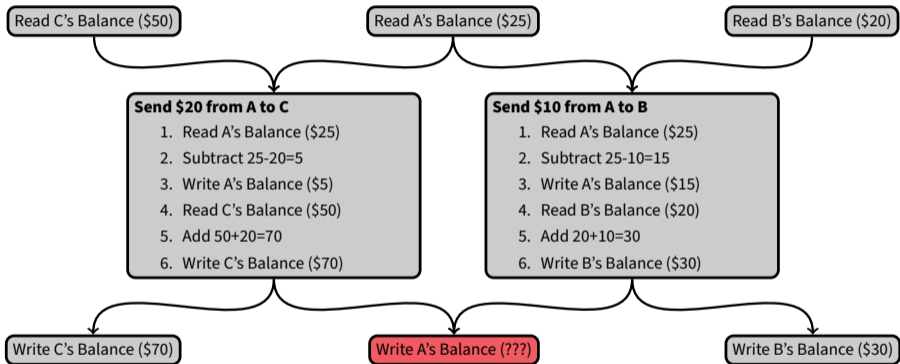 Read C's Balance ($50)
Read A's Balance ($25)
Read B's Balance ($20)
Send $20 from A to C
1. Read A's Balance ($25)
2. Subtract 25-20=5
3. Write A's Balance ($5)
4. Read C's Balance ($50)
5. Add 50+20=70
6. Write C's Balance ($70)
Send $10 from A to B
1. Read A's Balance ($25)
2. Subtract 25-10=15
3. Write A's Balance ($15)
4. Read B's Balance ($20)
5. Add 20+10=30
6. Write B's Balance ($30)
Write C's Balance ($70)
Write A's Balance (???)
Write B's Balance ($30)